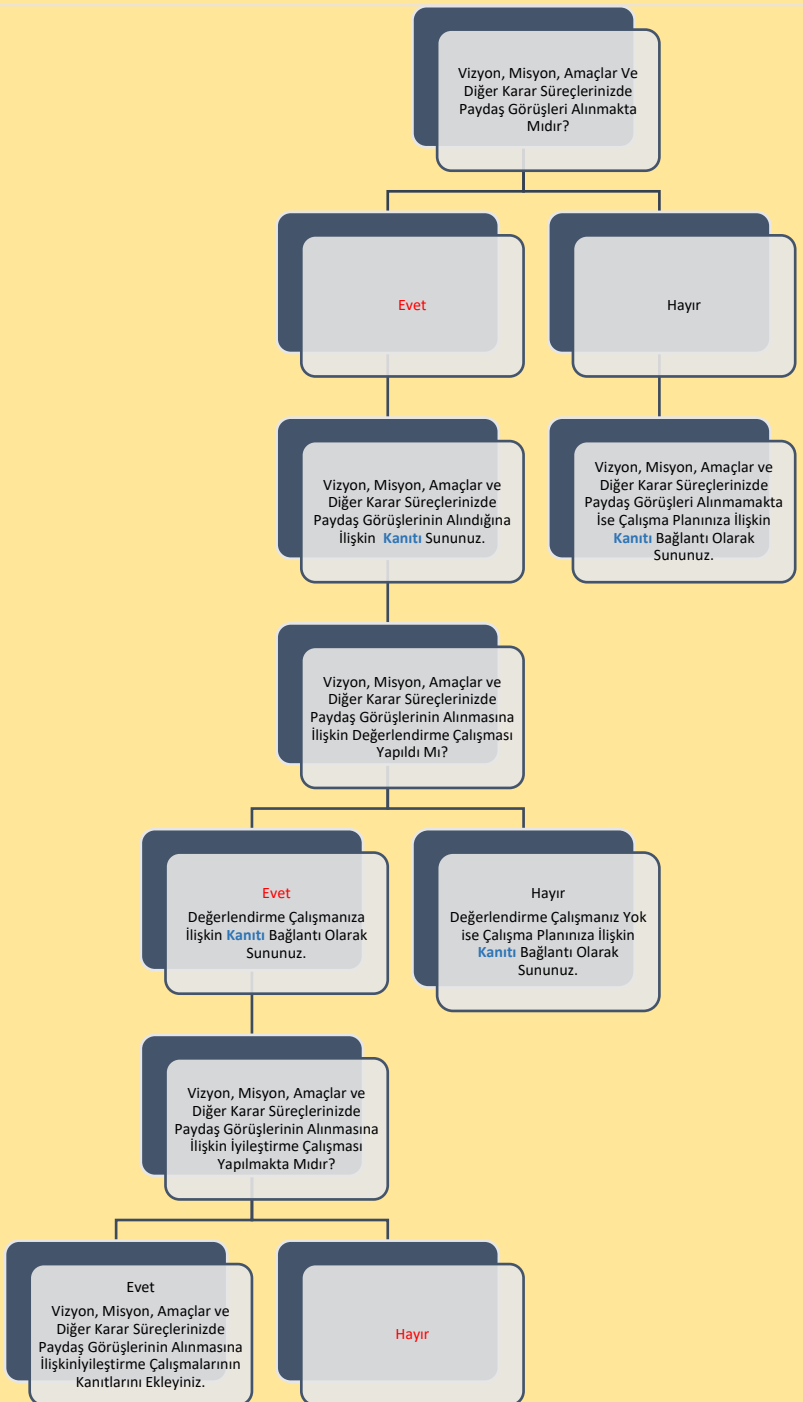 Vizyon, Misyon, Amaçlar Ve
Diğer Karar Süreçlerinizde
Paydaş Görüşleri Alınmakta
Mıdır?
Evet
Hayır
Vizyon, Misyon, Amaçlar ve
Diğer Karar Süreçlerinizde
Paydaş Görüşlerinin Alındığına
İlişkin Kanıtı Sununuz.
Vizyon, Misyon, Amaçlar ve
Diğer Karar Süreçlerinizde
Paydaş Görüşleri Alınmamakta
İse Çalışma Planınıza İlişkin
Kanıtı Bağlantı Olarak
Sununuz.
Vizyon, Misyon, Amaçlar ve
Diğer Karar Süreçlerinizde
Paydaş Görüşlerinin Alınmasına
İlişkin Değerlendirme Çalışması
Yapıldı Mı?
Evet
Değerlendirme Çalışmanıza
İlişkin Kanıtı Bağlantı Olarak
Sununuz.
Hayır
Değerlendirme Çalışmanız Yok
ise Çalışma Planınıza İlişkin
Kanıtı Bağlantı Olarak
Sununuz.
Vizyon, Misyon, Amaçlar ve
Diğer Karar Süreçlerinizde
Paydaş Görüşlerinin Alınmasına
İlişkin İyileştirme Çalışması
Yapılmakta Mıdır?
Evet
Vizyon, Misyon, Amaçlar ve
Diğer Karar Süreçlerinizde
Paydaş Görüşlerinin Alınmasına
İlişkinİyileştirme Çalışmalarının
Kanıtlarını Ekleyiniz.
Hayır